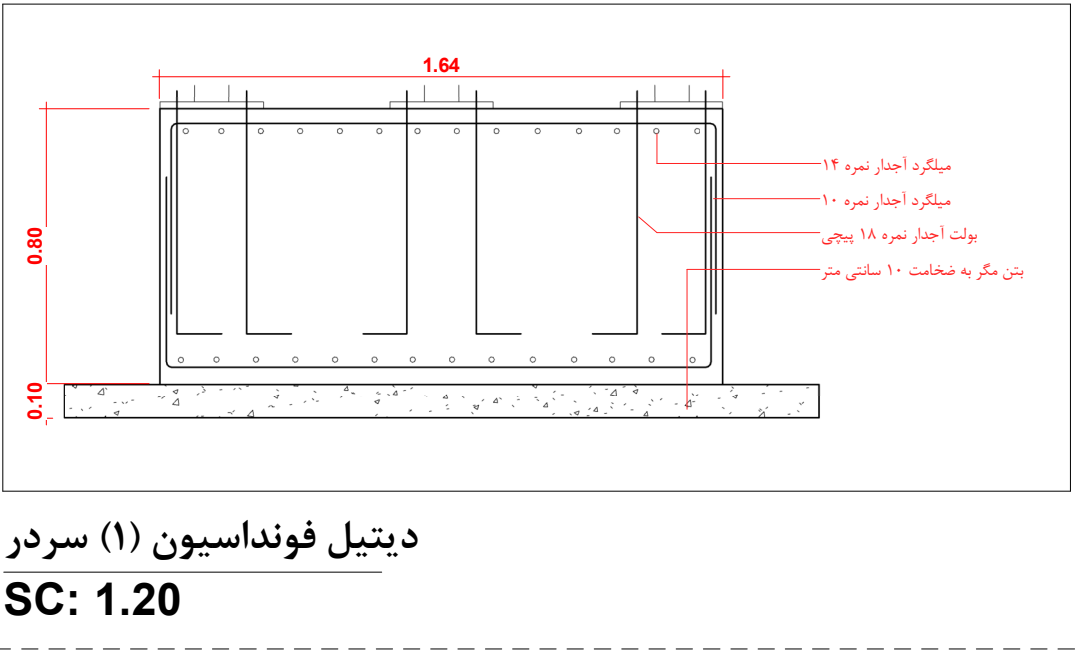 1.64
میلگرد آجدار نمره ۱۴
میلگرد آجدار نمره ۱۰
بولت آجدار نمره ۱۸ پیچی
بتن مگر به ضخامت ۱۰ سانتی متر
0.80
0.10
دیتیل فونداسیون (۱) سردر
SC: 1.20